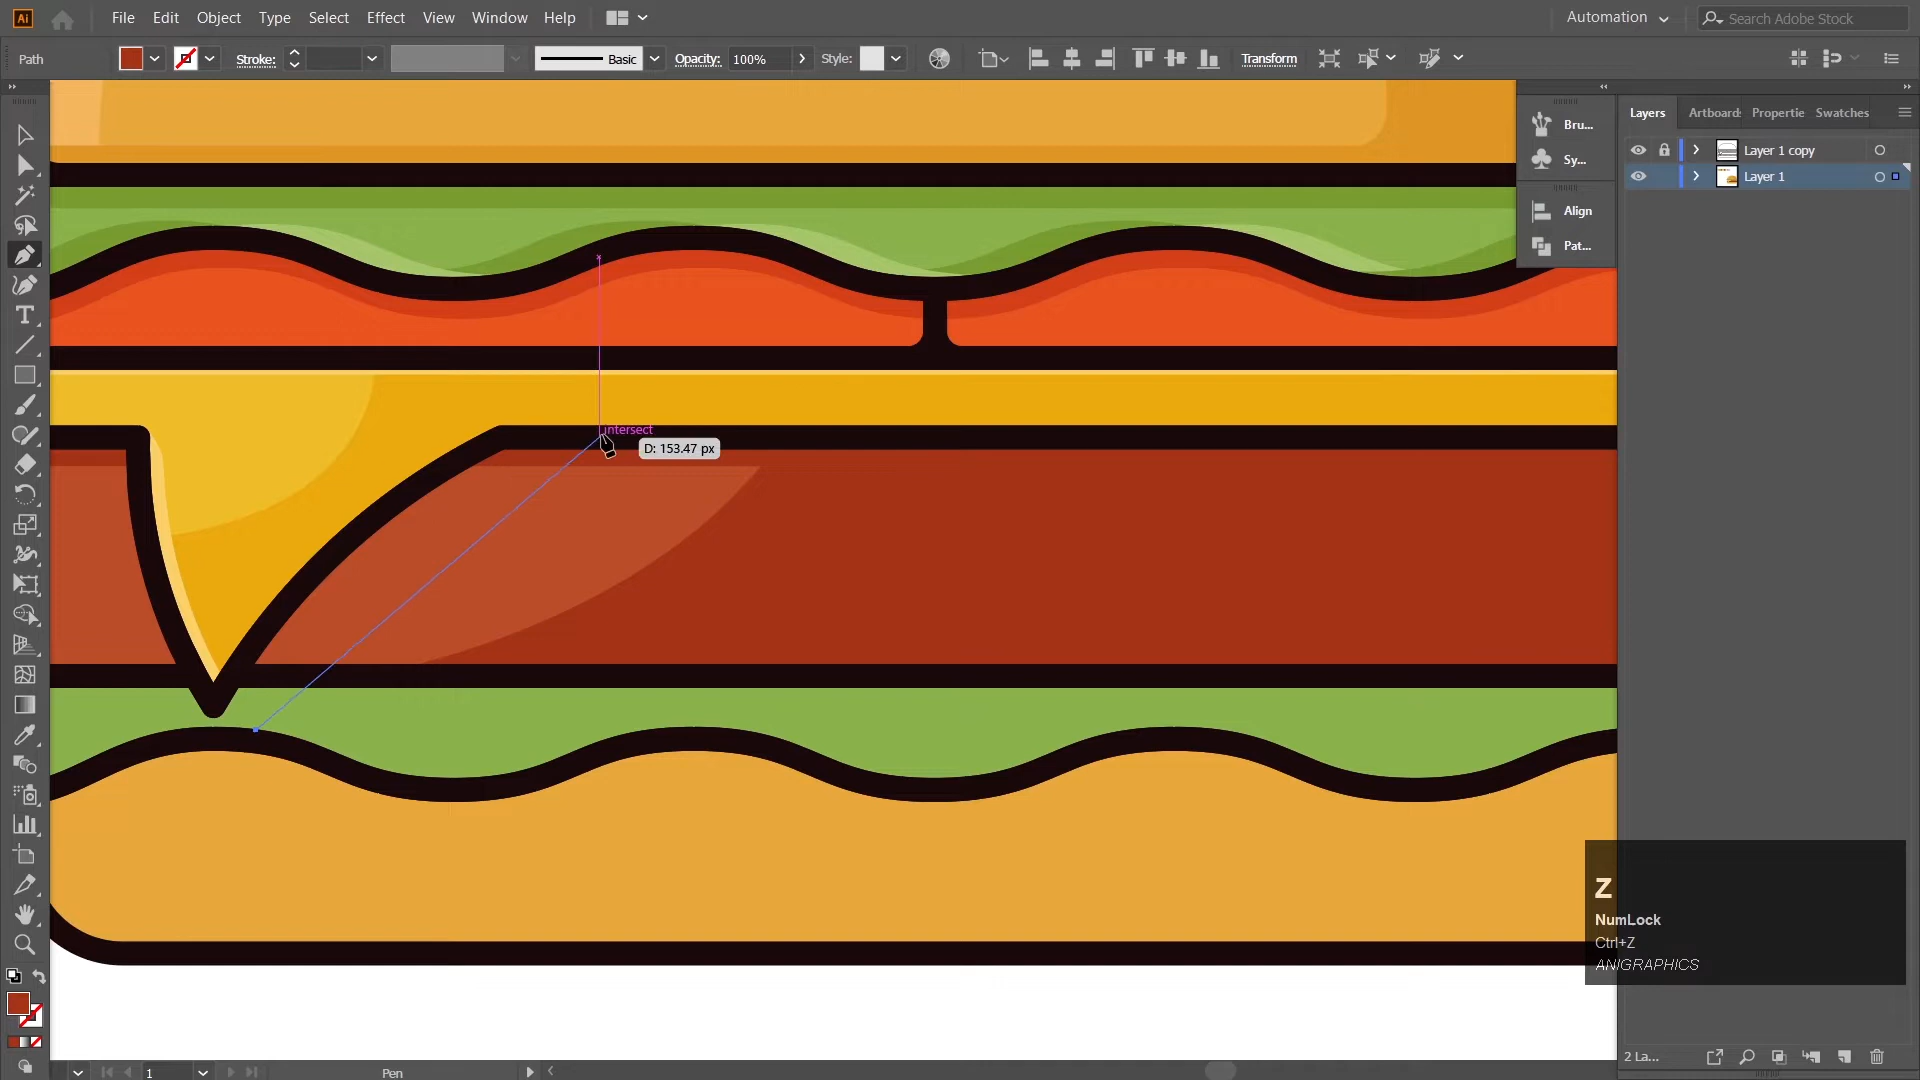 Ai File Edit Object Type Select Effect View Window Help Automation Search Adobe Stock
Path Stroke: Basic Opacity: 100% Style: Transform
Layers Artboard Propertie Swatches
Bru...
Sy...
Align
Pat...
Layer 1 copy
Layer 1
intersect
D: 153.47 px
Z
NumLock
Ctrl+Z
ANIGRAPHICS
2 La...
1 Pen